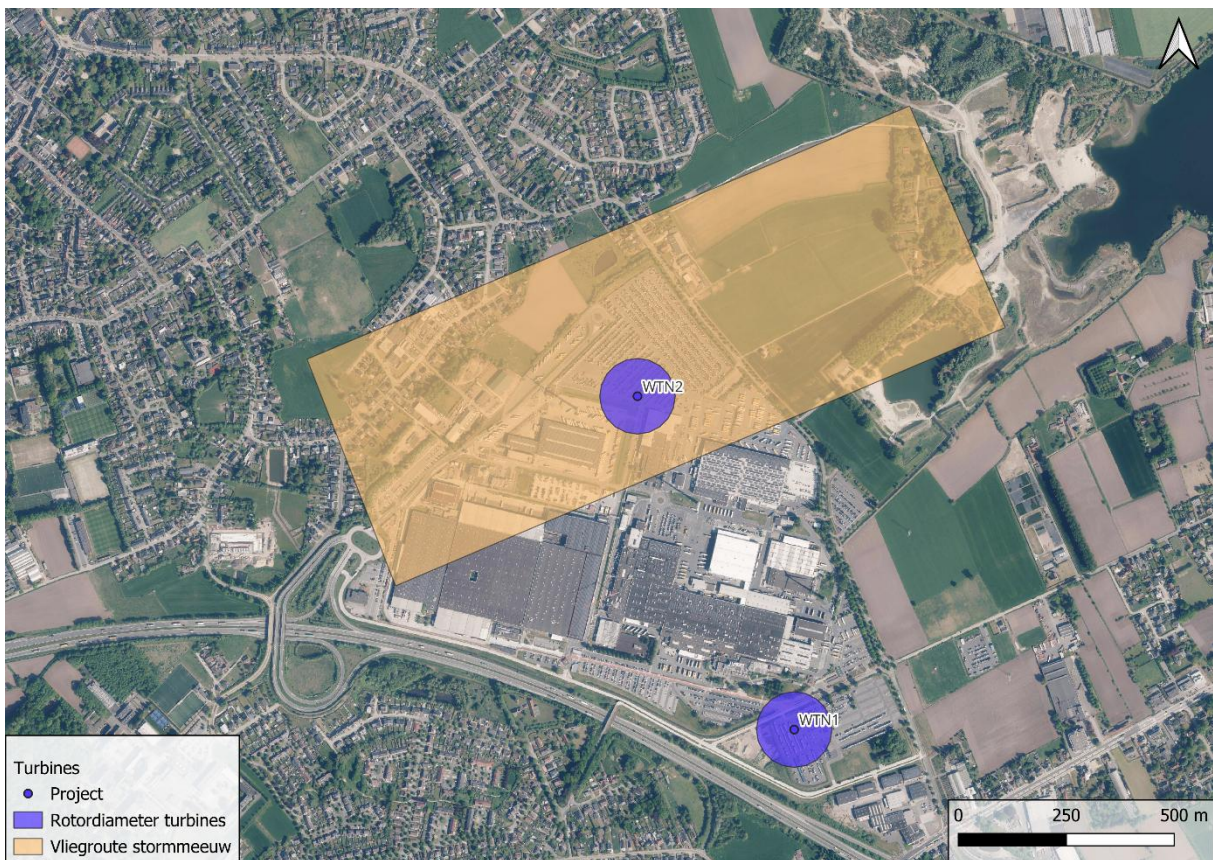 WTN2
WTN1
Turbines
Project
Rotordiameter turbines
Vliegroute stormmeeuw
0 250 500 m